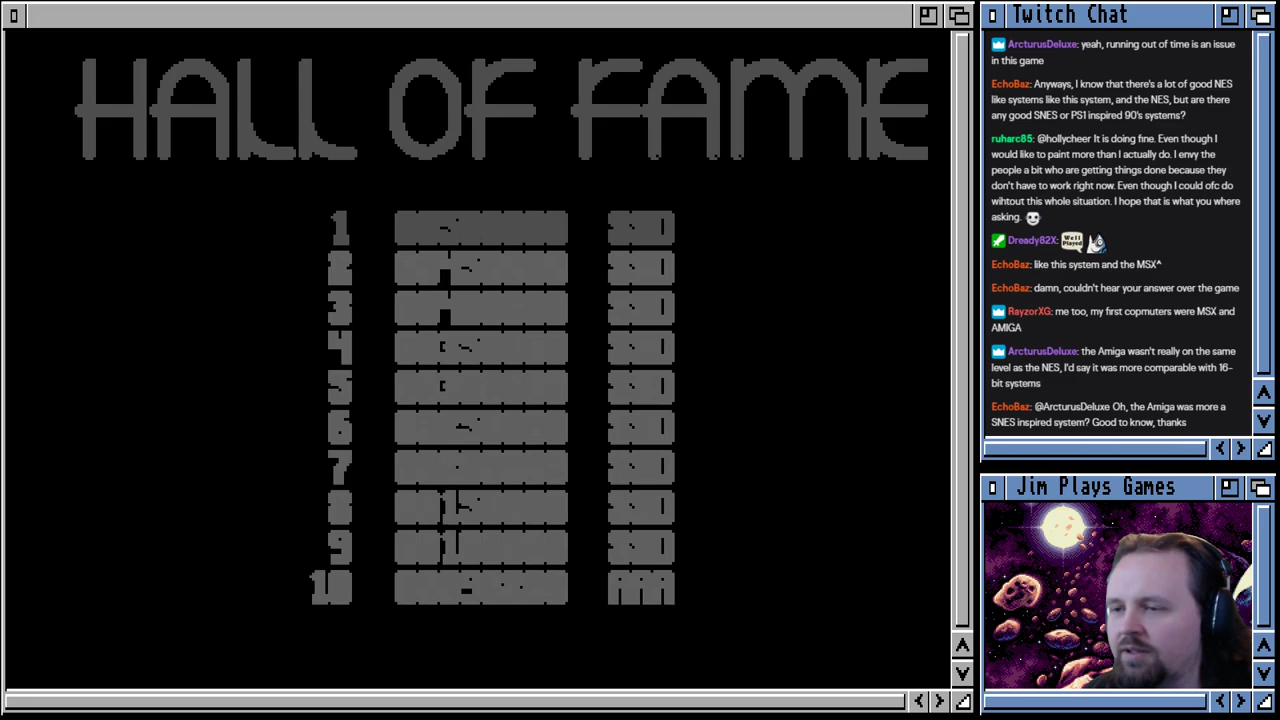 HALL OF FAME
1
2
3
4
5
6
7
8
9
10
Twitch Chat
ArcturusDeluxe: yeah, running out of time is an issue
in this game
EchoBaz: Anyways, I know that there's a lot of good NES
like systems like this system, and the NES, but are there
any good SNES or PS1 inspired 90's systems?
ruharc85: @hollycheer It is doing fine. Even though I
would like to paint more than I actually do. I envy the
people a bit who are getting things done because they
don't have to work right now. Even though I could ofc do
wihtout this whole situation. I hope that is what you where
asking.
Dready82X: Well Played
EchoBaz: like this system and the MSX^
EchoBaz: damn, couldn't hear your answer over the game
RayzorXG: me too, my first copmuters were MSX and
AMIGA
ArcturusDeluxe: the Amiga wasn't really on the same
level as the NES, I'd say it was more comparable with 16-
bit systems
EchoBaz: @ArcturusDeluxe Oh, the Amiga was more a
SNES inspired system? Good to know, thanks
Jim Plays Games